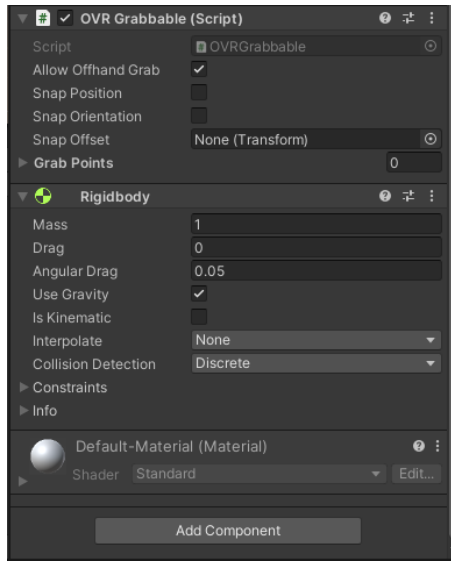 OVR Grabbable (Script)
Script OVRGrabbable
Allow Offhand Grab
Snap Position
Snap Orientation
Snap Offset None (Transform)
Grab Points 0
Rigidbody
Mass 1
Drag 0
Angular Drag 0.05
Use Gravity
Is Kinematic
Interpolate None
Collision Detection Discrete
Constraints
Info
Default-Material (Material)
Shader Standard Edit...
Add Component